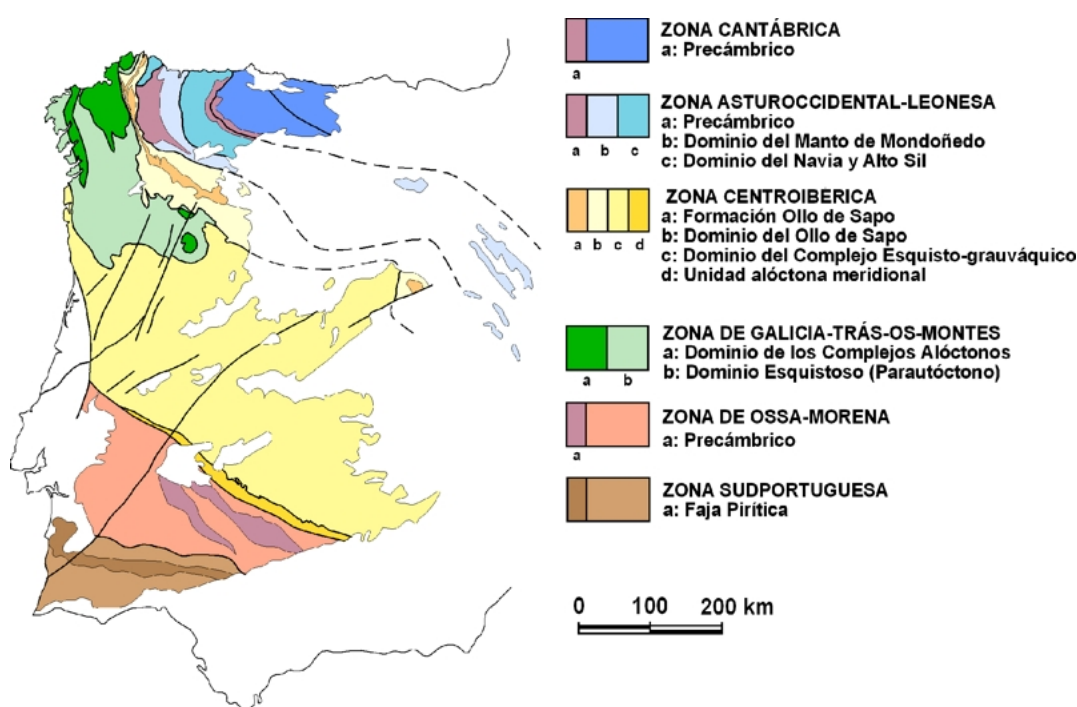 ZONA CANTÁBRICA
a: Precámbrico
a
ZONA ASTUROCCIDENTAL-LEONESA
a: Precámbrico
b: Dominio del Manto de Mondoñedo
c: Dominio del Navia y Alto Sil
a b c
ZONA CENTROIBÉRICA
a: Formación Ollo de Sapo
b: Dominio del Ollo de Sapo
c: Dominio del Complejo Esquisto-grauváquico
d: Unidad alóctona meridional
a b c d
ZONA DE GALICIA-TRÁS-OS-MONTES
a: Dominio de los Complejos Alóctonos
b: Dominio Esquistoso (Parautóctono)
a b
ZONA DE OSSA-MORENA
a: Precámbrico
a
ZONA SUDPORTUGUESA
a: Faja Pirítica
0 100 200 km